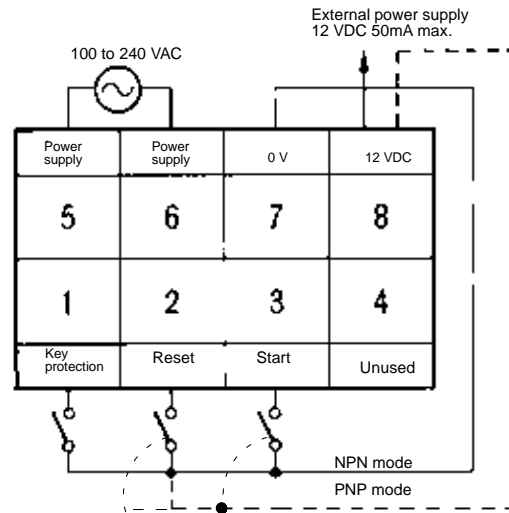 External power supply
12 VDC 50mA max.
100 to 240 VAC
Power supply
Power supply
0 V
12 VDC
5
6
7
8
1
2
3
4
Key protection
Reset
Start
Unused
NPN mode
PNP mode